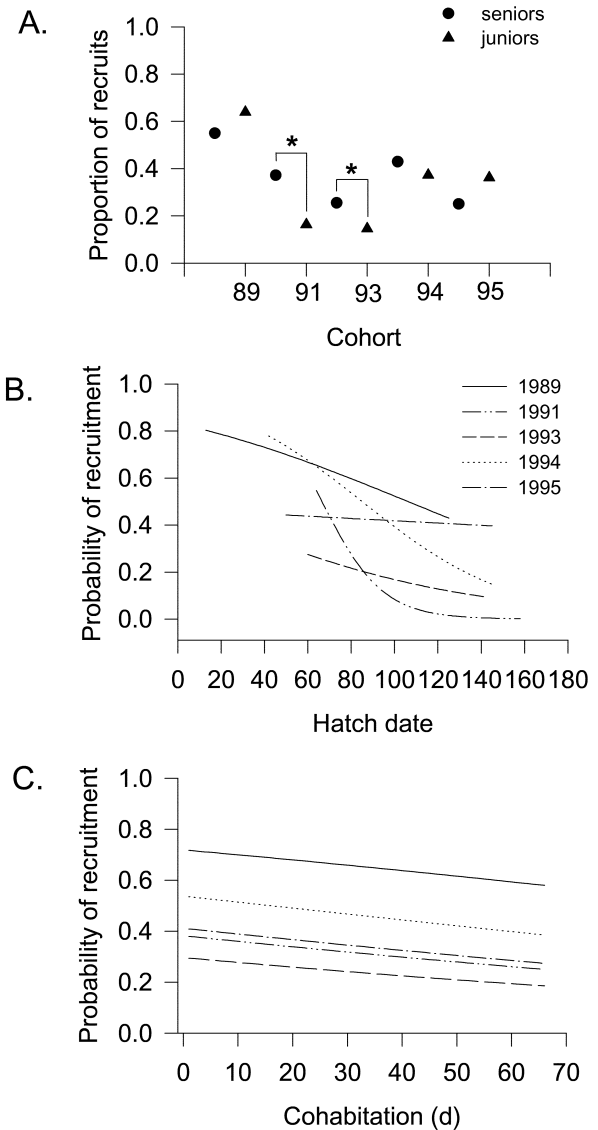 A.
seniors
juniors
Proportion of recruits
1.0
0.8
0.6
0.4
0.2
0.0
*
*
89 91 93 94 95
Cohort
B.
Probability of recruitment
1.0
0.8
0.6
0.4
0.2
0.0
1989
1991
1993
1994
1995
0 20 40 60 80 100 120 140 160 180
Hatch date
C.
Probability of recruitment
1.0
0.8
0.6
0.4
0.2
0.0
0 10 20 30 40 50 60 70
Cohabitation (d)